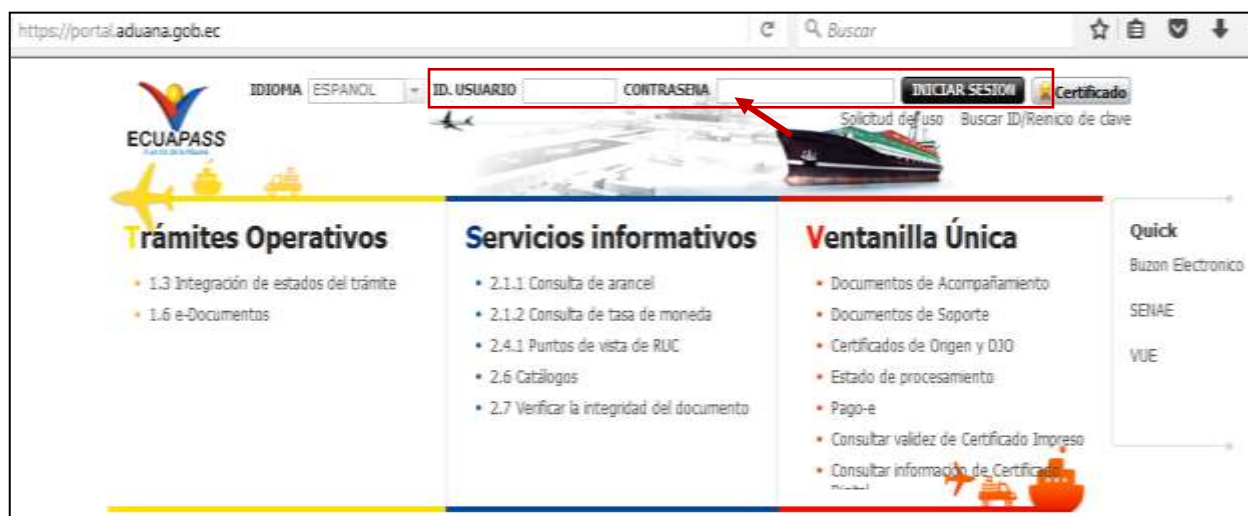 https://portal.aduana.gob.ec
Buscar
IDIOMA ESPANOL ID. USUARIO CONTRASENA INICIAR SESION Certificado
Solicitud de uso Buscar ID/Reinicio de clave
ECUAPASS
Trámites Operativos
1.3 Integración de estados del trámite
1.6 e-Documentos
Servicios informativos
2.1.1 Consulta de arancel
2.1.2 Consulta de tasa de moneda
2.4.1 Puntos de vista de RUC
2.6 Catálogos
2.7 Verificar la integridad del documento
Ventanilla Única
Documentos de Acompañamiento
Documentos de Soporte
Certificados de Origen y DJO
Estado de procesamiento
Pago-e
Consultar validez de Certificado Impreso
Consultar información de Certificado
Quick
Buzon Electronico
SENAE
VUE